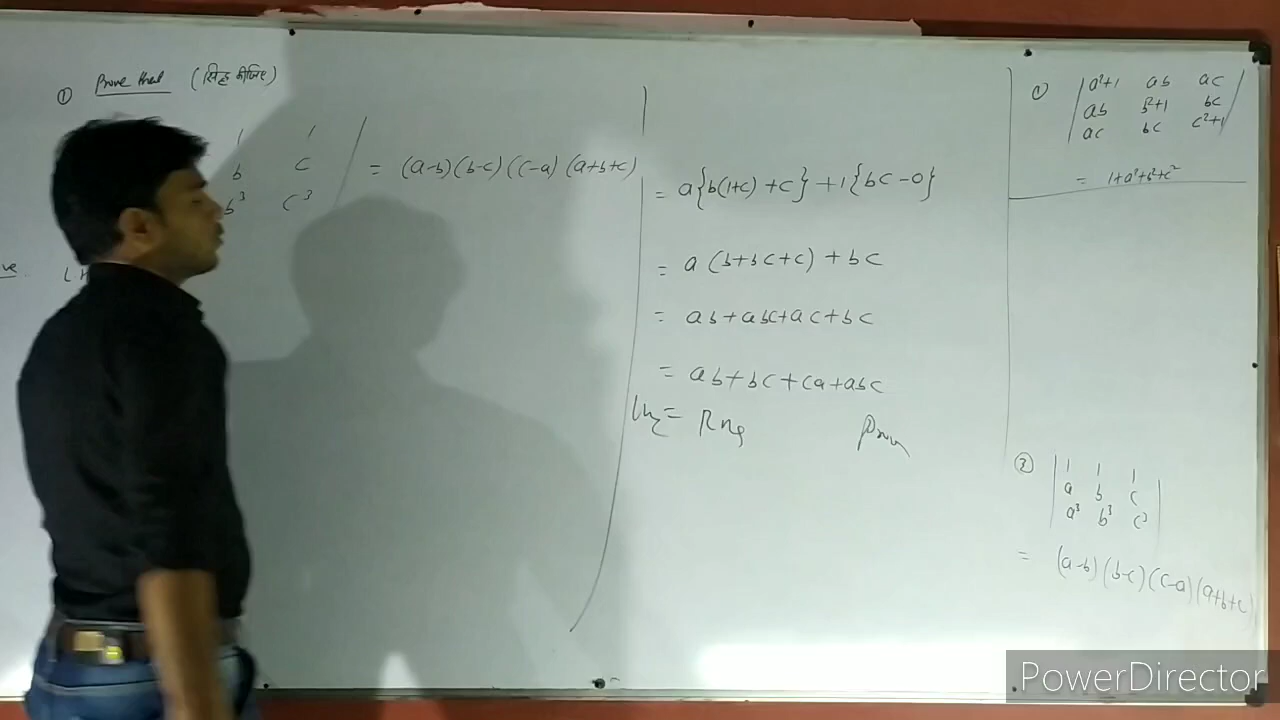 ① Prove that (सिद्ध कीजिए)
1 1
b c | = (a-b)(b-c)(c-a)(a+b+c)
b³ c³
L H
= a{b(1+c)+c}+1{bc-0}
= a(b+bc+c)+bc
= ab+abc+ac+bc
= ab+bc+ca+abc
= RHS
① | a²+1 ab ac |
| ab b²+1 bc |
| ac bc c²+1 |
= 1+a²+b²+c²
② | 1 1 1 |
| a b c |
| a³ b³ c³ |
= (a-b)(b-c)(c-a)(a+b+c)
PowerDirector